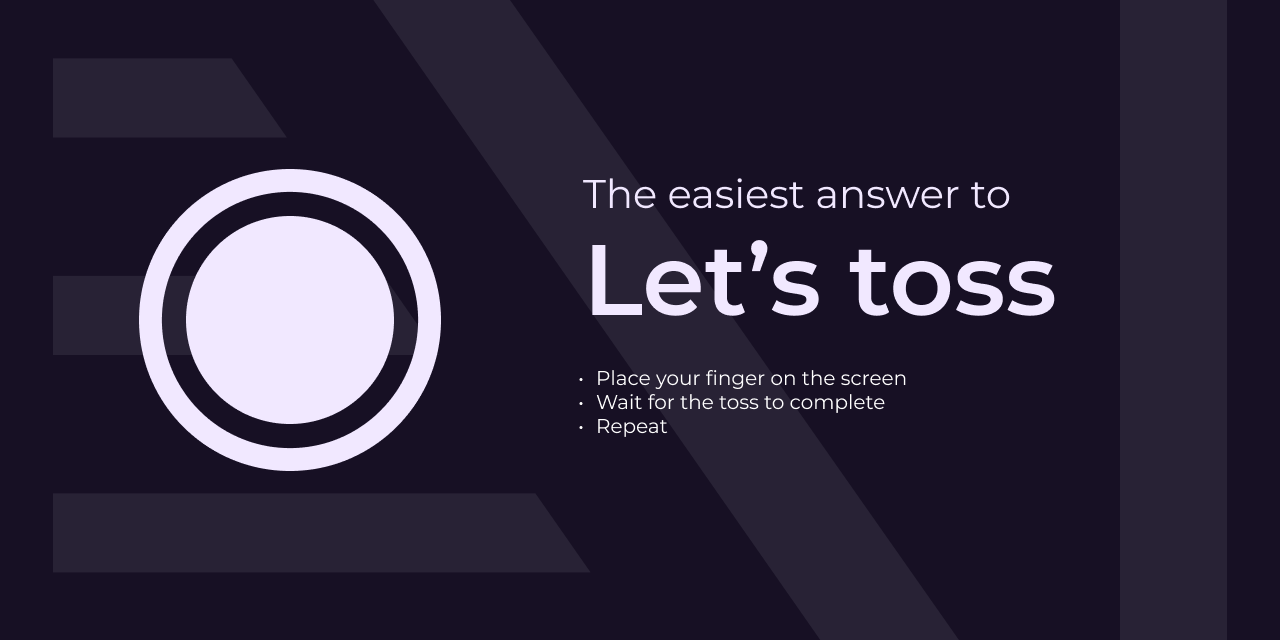 The easiest answer to
Let’s toss
• Place your finger on the screen
• Wait for the toss to complete
• Repeat